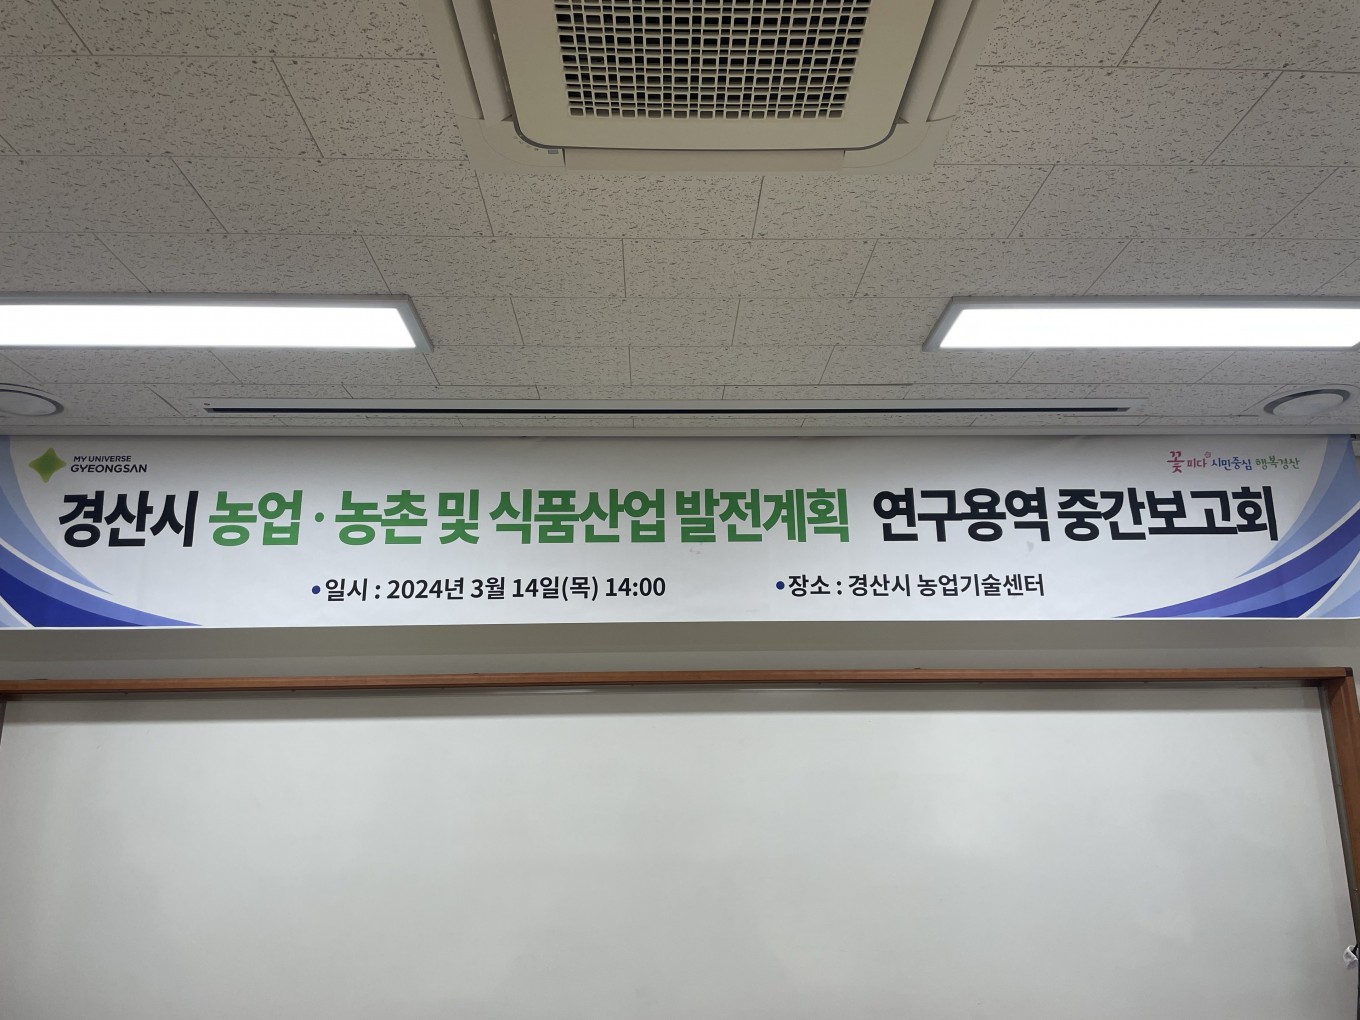 MY UNIVERSE
GYEONGSAN
꽃피다 시민중심 행복경산
경산시 농업·농촌 및 식품산업 발전계획 연구용역 중간보고회
•일시 : 2024년 3월 14일(목) 14:00
•장소 : 경산시 농업기술센터